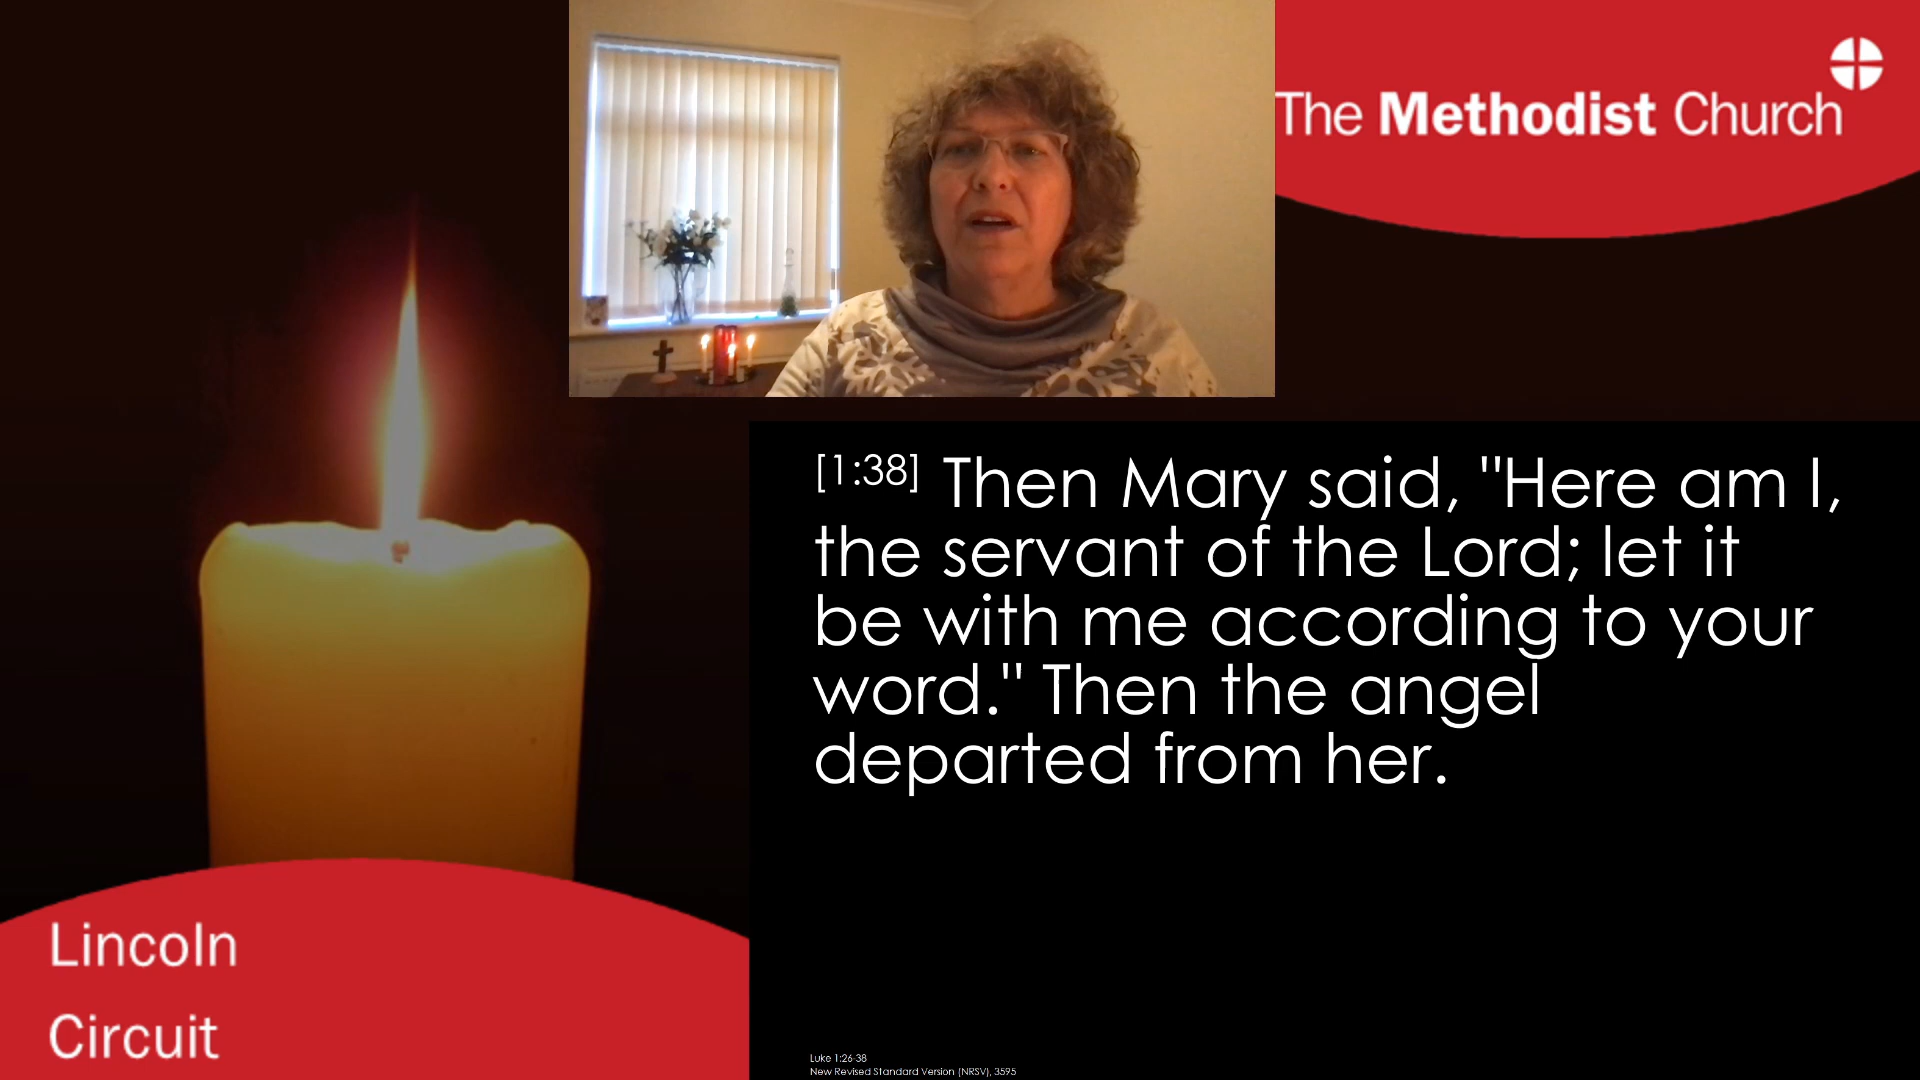 The Methodist Church
[1:38] Then Mary said, "Here am I,
the servant of the Lord; let it
be with me according to your
word." Then the angel
departed from her.
Lincoln
Circuit
Luke 1:26-38
New Revised Standard Version (NRSV), 3595